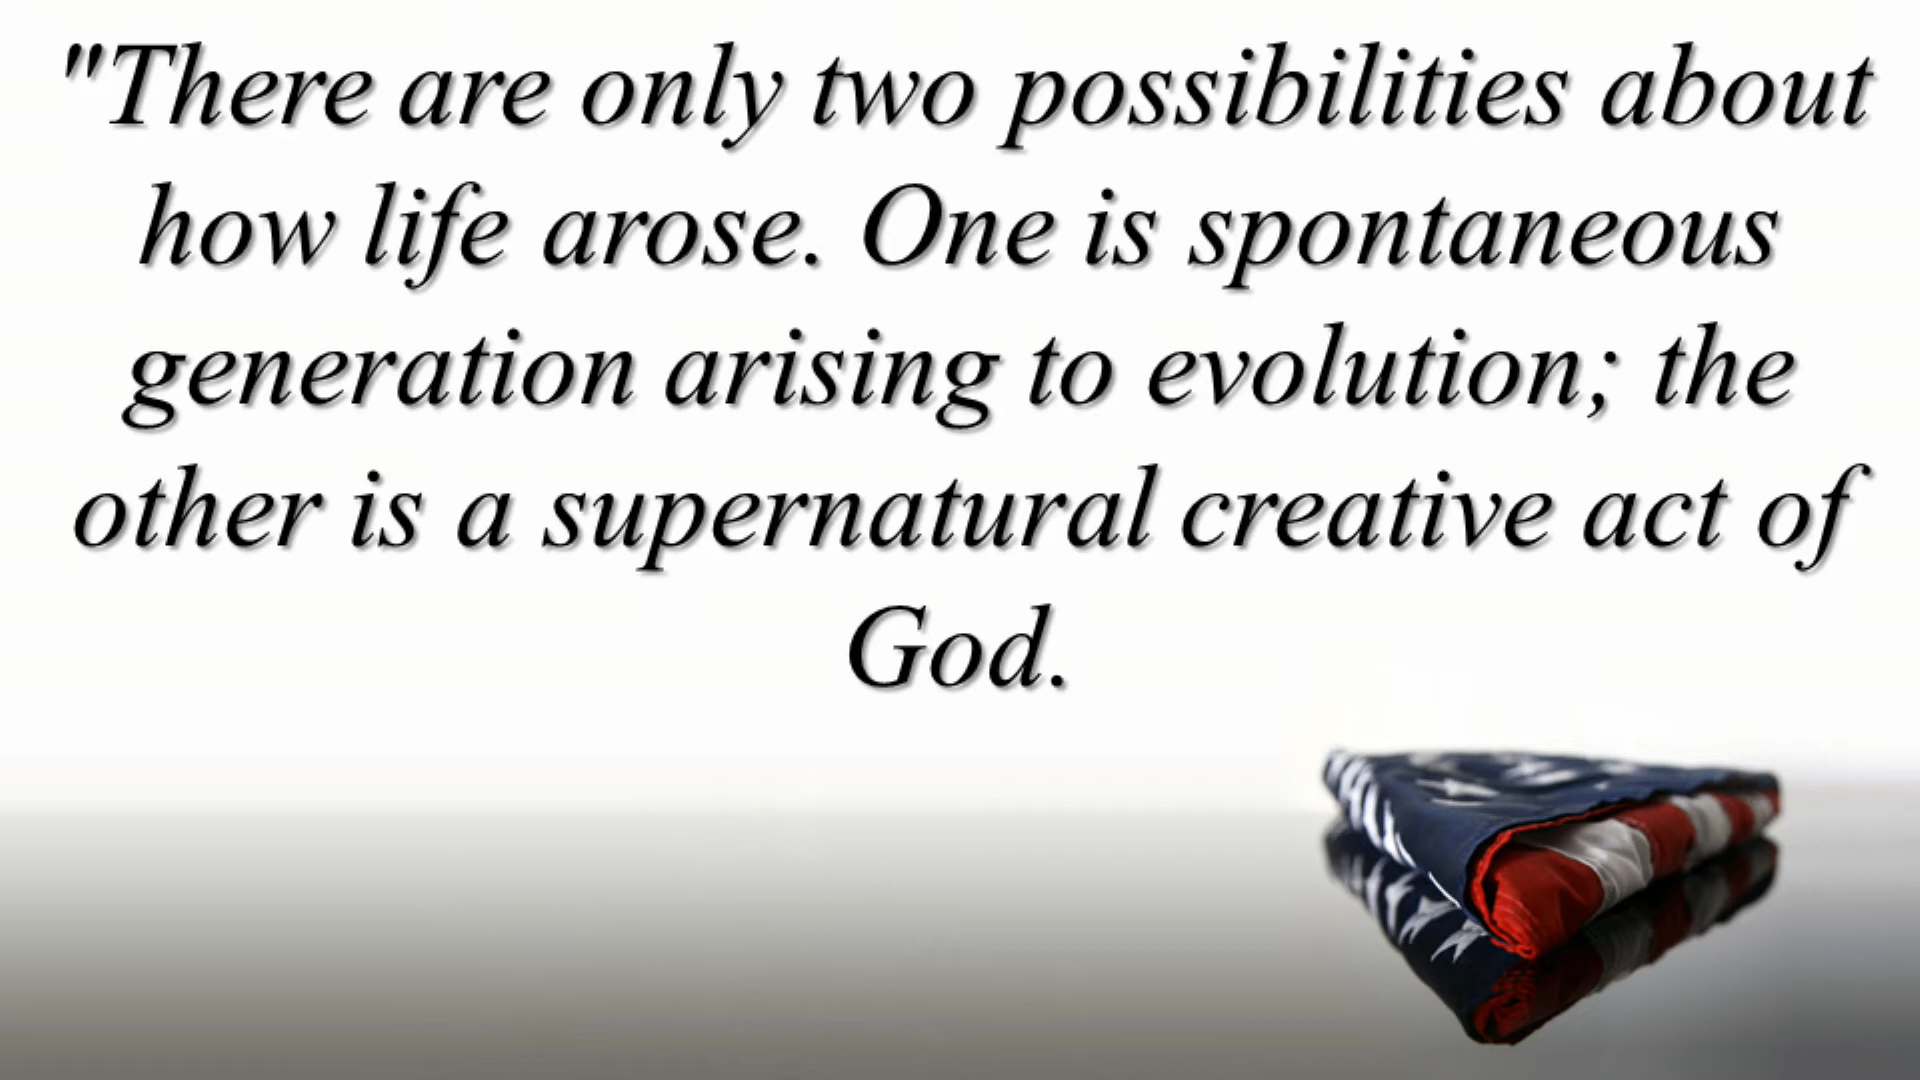 "There are only two possibilities about
how life arose. One is spontaneous
generation arising to evolution; the
other is a supernatural creative act of
God.